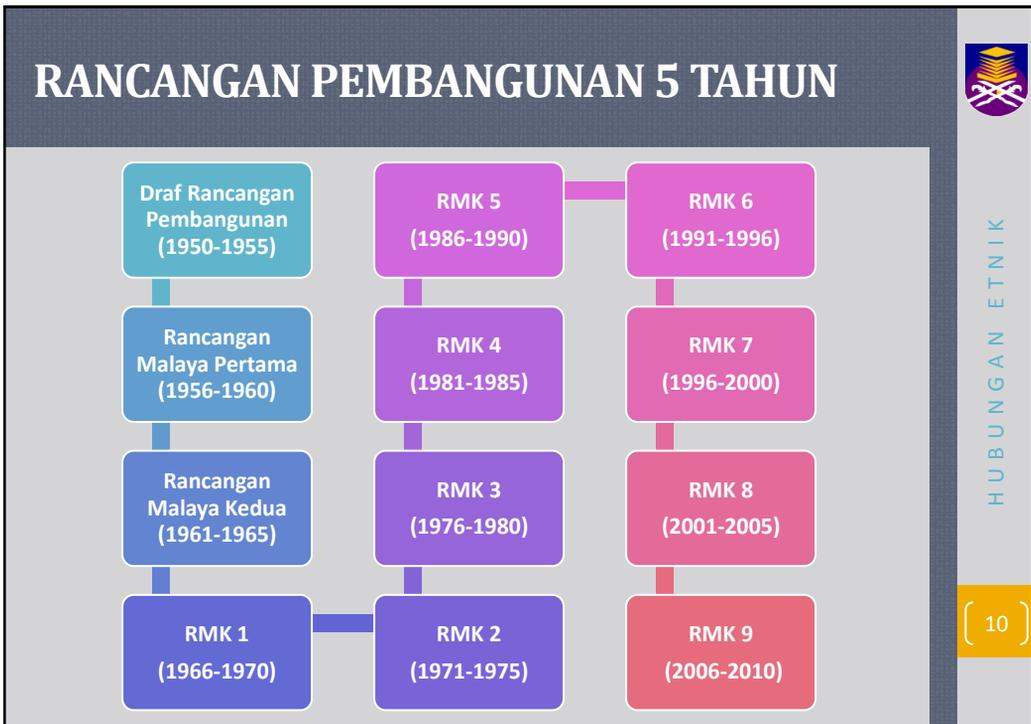 RANCANGAN PEMBANGUNAN 5 TAHUN
Draf Rancangan
Pembangunan
(1950-1955)
Rancangan
Malaya Pertama
(1956-1960)
Rancangan
Malaya Kedua
(1961-1965)
RMK 1
(1966-1970)
RMK 2
(1971-1975)
RMK 3
(1976-1980)
RMK 4
(1981-1985)
RMK 5
(1986-1990)
RMK 6
(1991-1996)
RMK 7
(1996-2000)
RMK 8
(2001-2005)
RMK 9
(2006-2010)
HUBUNGAN ETNIK
10